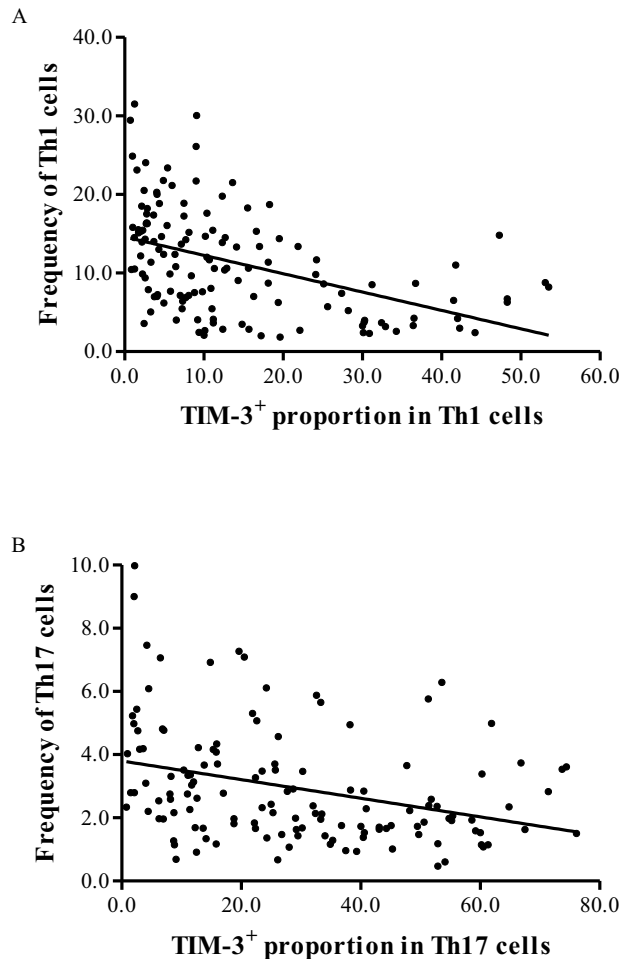 A
Frequency of Th1 cells
40.0
30.0
20.0
10.0
0.0
0.0 10.0 20.0 30.0 40.0 50.0 60.0
TIM-3+ proportion in Th1 cells
B
Frequency of Th17 cells
10.0
8.0
6.0
4.0
2.0
0.0
0.0 20.0 40.0 60.0 80.0
TIM-3+ proportion in Th17 cells